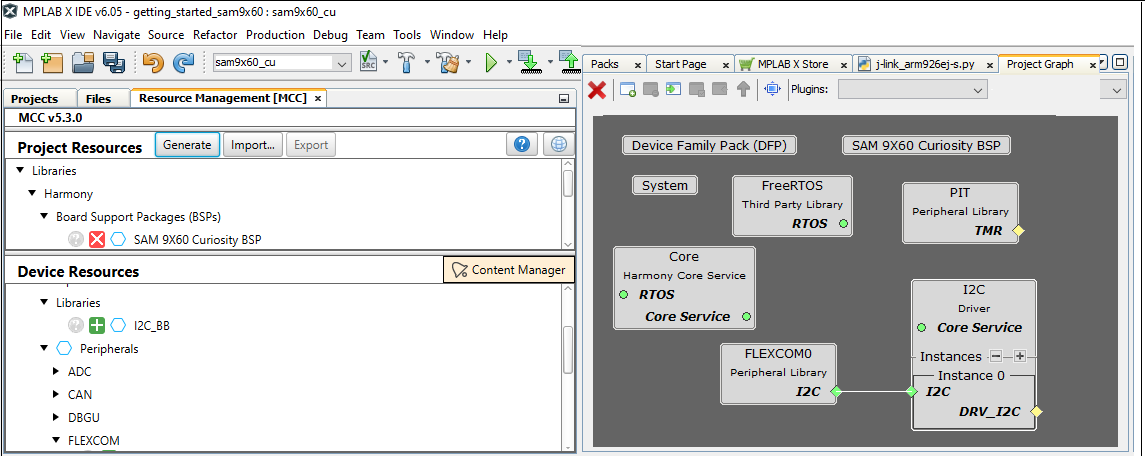 MPLAB X IDE v6.05 - getting_started_sam9x60 : sam9x60_cu
File Edit View Navigate Source Refactor Production Debug Team Tools Window Help
sam9x60_cu
SRC
Projects Files Resource Management [MCC] ×
MCC v5.3.0
Project Resources Generate Import... Export ?
Libraries
Harmony
Board Support Packages (BSPs)
? SAM 9X60 Curiosity BSP
Device Resources Content Manager
Libraries
? I2C_BB
Peripherals
ADC
CAN
DBGU
FLEXCOM
Packs × Start Page × MPLAB X Store × j-link_arm926ej-s.py × Project Graph ×
Plugins:
Device Family Pack (DFP)
SAM 9X60 Curiosity BSP
System
FreeRTOS
Third Party Library
RTOS
PIT
Peripheral Library
TMR
Core
Harmony Core Service
RTOS
Core Service
I2C
Driver
Core Service
Instances
Instance 0
I2C
DRV_I2C
FLEXCOM0
Peripheral Library
I2C